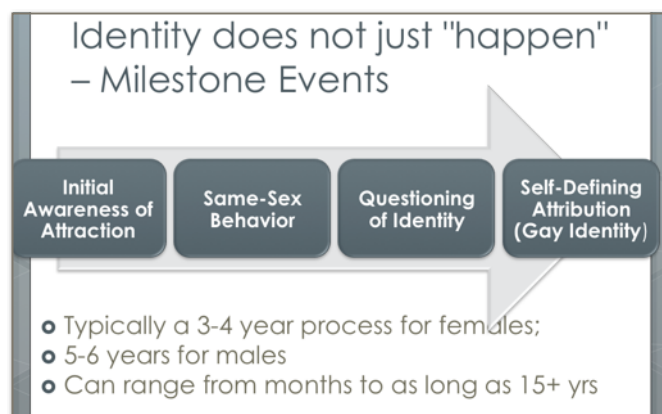 Identity does not just "happen"
– Milestone Events
Initial
Awareness of
Attraction
Same-Sex
Behavior
Questioning
of Identity
Self-Defining
Attribution
(Gay Identity)
Typically a 3-4 year process for females;
5-6 years for males
Can range from months to as long as 15+ yrs